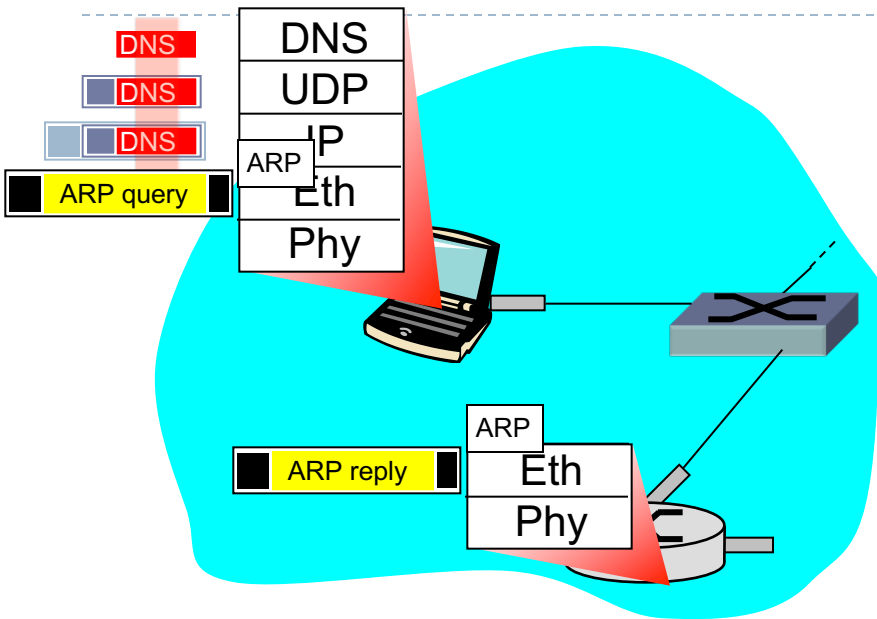 DNS
DNS
DNS
ARP query
DNS
UDP
IP
ARP
Eth
Phy
ARP
ARP reply
Eth
Phy